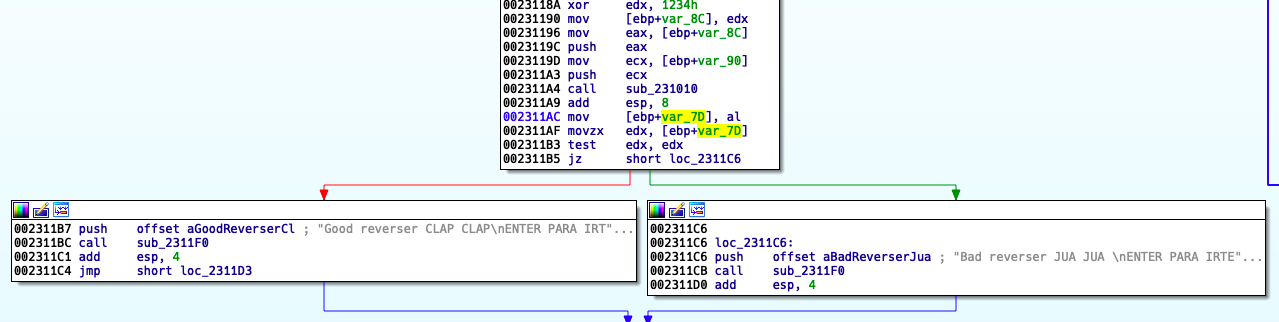 0023118A xor edx, 1234h
00231190 mov [ebp+var_8C], edx
00231196 mov eax, [ebp+var_8C]
0023119C push eax
0023119D mov ecx, [ebp+var_90]
002311A3 push ecx
002311A4 call sub_231010
002311A9 add esp, 8
002311AC mov [ebp+var_7D], al
002311AF movzx edx, [ebp+var_7D]
002311B3 test edx, edx
002311B5 jz short loc_2311C6
002311B7 push offset aGoodReverserCl ; "Good reverser CLAP CLAP\nENTER PARA IRT"...
002311BC call sub_2311F0
002311C1 add esp, 4
002311C4 jmp short loc_2311D3
002311C6
002311C6 loc_2311C6:
002311C6 push offset aBadReverserJua ; "Bad reverser JUA JUA \nENTER PARA IRTE"...
002311CB call sub_2311F0
002311D0 add esp, 4